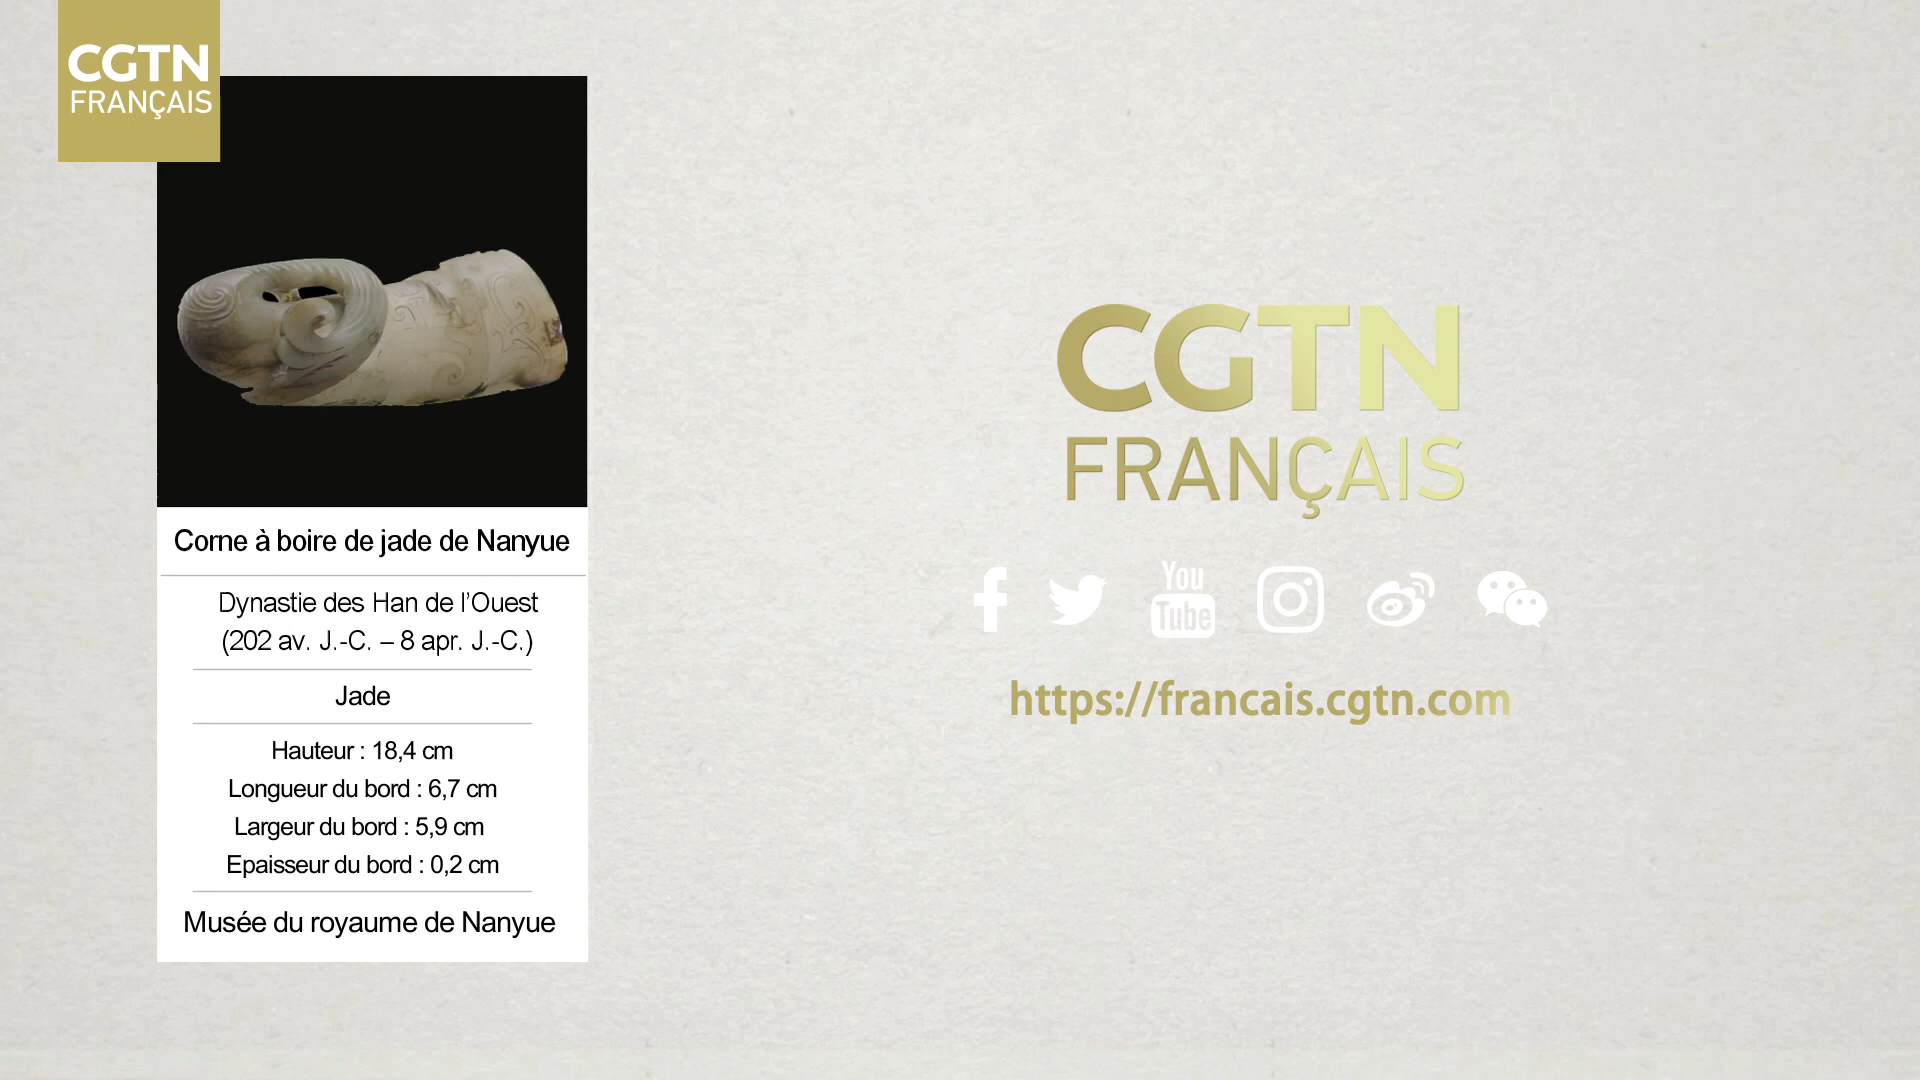 CGTN
FRANÇAIS
Corne à boire de jade de Nanyue
Dynastie des Han de l’Ouest
(202 av. J.-C. – 8 apr. J.-C.)
Jade
Hauteur : 18,4 cm
Longueur du bord : 6,7 cm
Largeur du bord : 5,9 cm
Epaisseur du bord : 0,2 cm
Musée du royaume de Nanyue
CGTN
FRANÇAIS
You
Tube
https://francais.cgtn.com